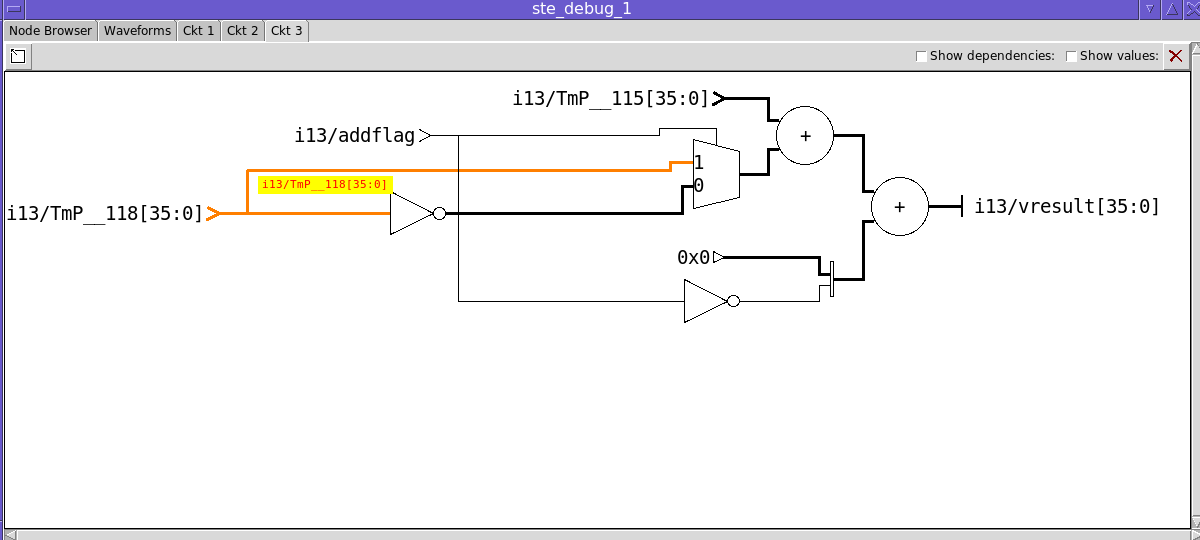 ste_debug_1
Node Browser Waveforms Ckt 1 Ckt 2 Ckt 3
Show dependencies: Show values:
i13/TmP__115[35:0]
i13/addflag
+
1
i13/TmP__118[35:0]
0
i13/TmP__118[35:0]
+
i13/vresult[35:0]
0x0